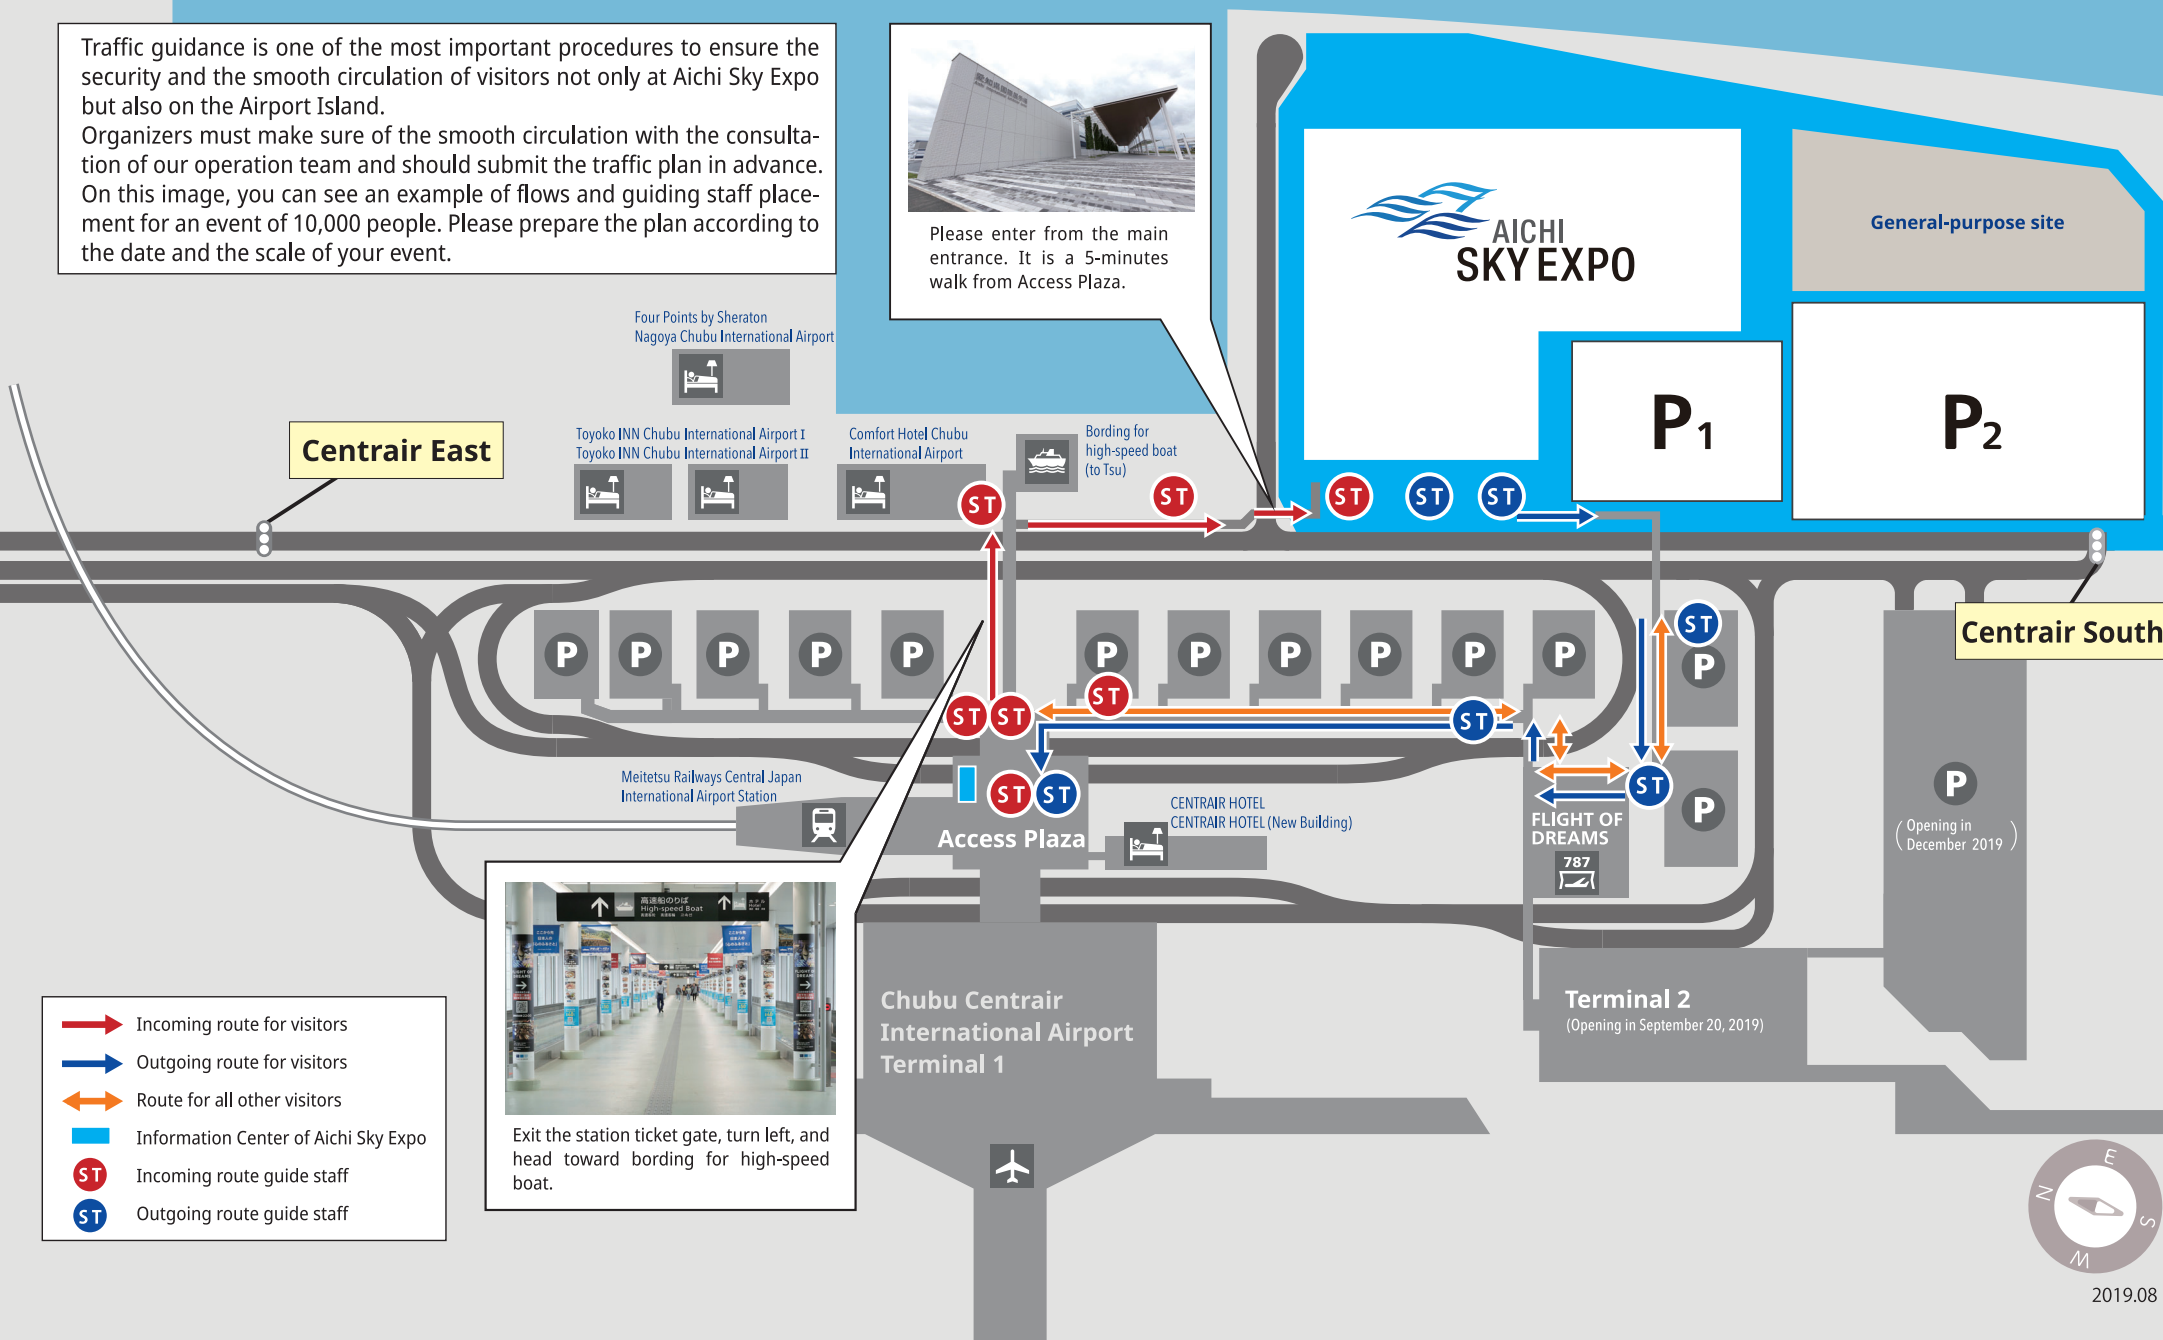 Traffic guidance is one of the most important procedures to ensure the
security and the smooth circulation of visitors not only at Aichi Sky Expo
but also on the Airport Island.
Organizers must make sure of the smooth circulation with the consulta-
tion of our operation team and should submit the traffic plan in advance.
On this image, you can see an example of flows and guiding staff place-
ment for an event of 10,000 people. Please prepare the plan according to
the date and the scale of your event.
Please enter from the main
entrance. It is a 5-minutes
walk from Access Plaza.
AICHI
SKY EXPO
General-purpose site
P1
P2
Four Points by Sheraton
Nagoya Chubu International Airport
Centrair East
Toyoko INN Chubu International Airport I
Toyoko INN Chubu International Airport II
Comfort Hotel Chubu
International Airport
Bording for
high-speed boat
(to Tsu)
ST
ST
ST
ST
ST
Centrair South
P
P
P
P
P
P
P
P
P
P
P
ST
P
ST
ST
ST
ST
Meitetsu Railways Central Japan
International Airport Station
ST
ST
Access Plaza
CENTRAIR HOTEL
CENTRAIR HOTEL (New Building)
ST
P
FLIGHT OF
DREAMS
787
P
(Opening in
December 2019)
高速船のりば
High-speed Boat
ホテル
Hotel
Exit the station ticket gate, turn left, and
head toward bording for high-speed
boat.
Chubu Centrair
International Airport
Terminal 1
Terminal 2
(Opening in September 20, 2019)
Incoming route for visitors
Outgoing route for visitors
Route for all other visitors
Information Center of Aichi Sky Expo
ST Incoming route guide staff
ST Outgoing route guide staff
E
N
S
W
2019.08